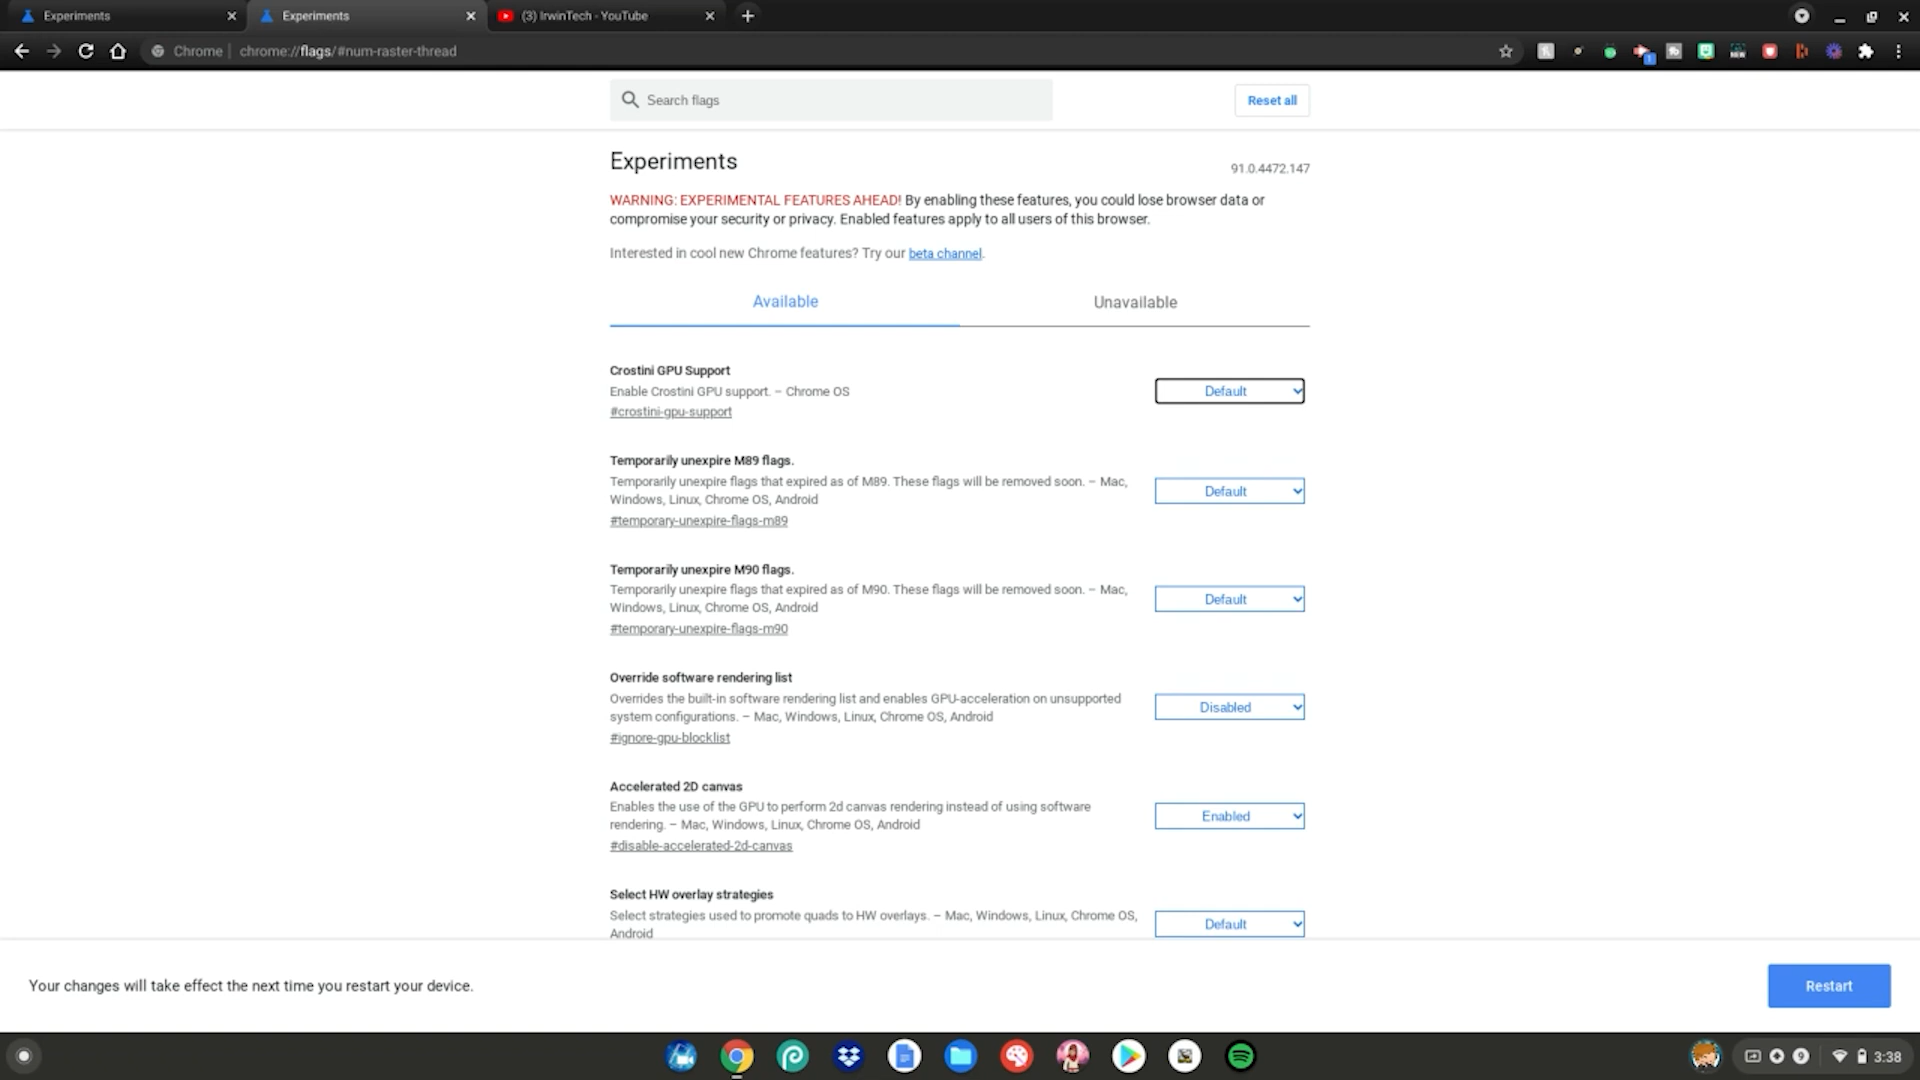 Experiments
Experiments
(3) IrwinTech - YouTube
Chrome | chrome://flags/#num-raster-thread
Search flags
Reset all
Experiments
91.0.4472.147
WARNING: EXPERIMENTAL FEATURES AHEAD! By enabling these features, you could lose browser data or
compromise your security or privacy. Enabled features apply to all users of this browser.
Interested in cool new Chrome features? Try our beta channel.
Available
Unavailable
Crostini GPU Support
Enable Crostini GPU support. – Chrome OS
#crostini-gpu-support
Default
Temporarily unexpire M89 flags.
Temporarily unexpire flags that expired as of M89. These flags will be removed soon. – Mac,
Windows, Linux, Chrome OS, Android
#temporary-unexpire-flags-m89
Default
Temporarily unexpire M90 flags.
Temporarily unexpire flags that expired as of M90. These flags will be removed soon. – Mac,
Windows, Linux, Chrome OS, Android
#temporary-unexpire-flags-m90
Default
Override software rendering list
Overrides the built-in software rendering list and enables GPU-acceleration on unsupported
system configurations. – Mac, Windows, Linux, Chrome OS, Android
#ignore-gpu-blocklist
Disabled
Accelerated 2D canvas
Enables the use of the GPU to perform 2d canvas rendering instead of using software
rendering. – Mac, Windows, Linux, Chrome OS, Android
#disable-accelerated-2d-canvas
Enabled
Select HW overlay strategies
Select strategies used to promote quads to HW overlays. – Mac, Windows, Linux, Chrome OS,
Android
Default
Your changes will take effect the next time you restart your device.
Restart
9
3:38